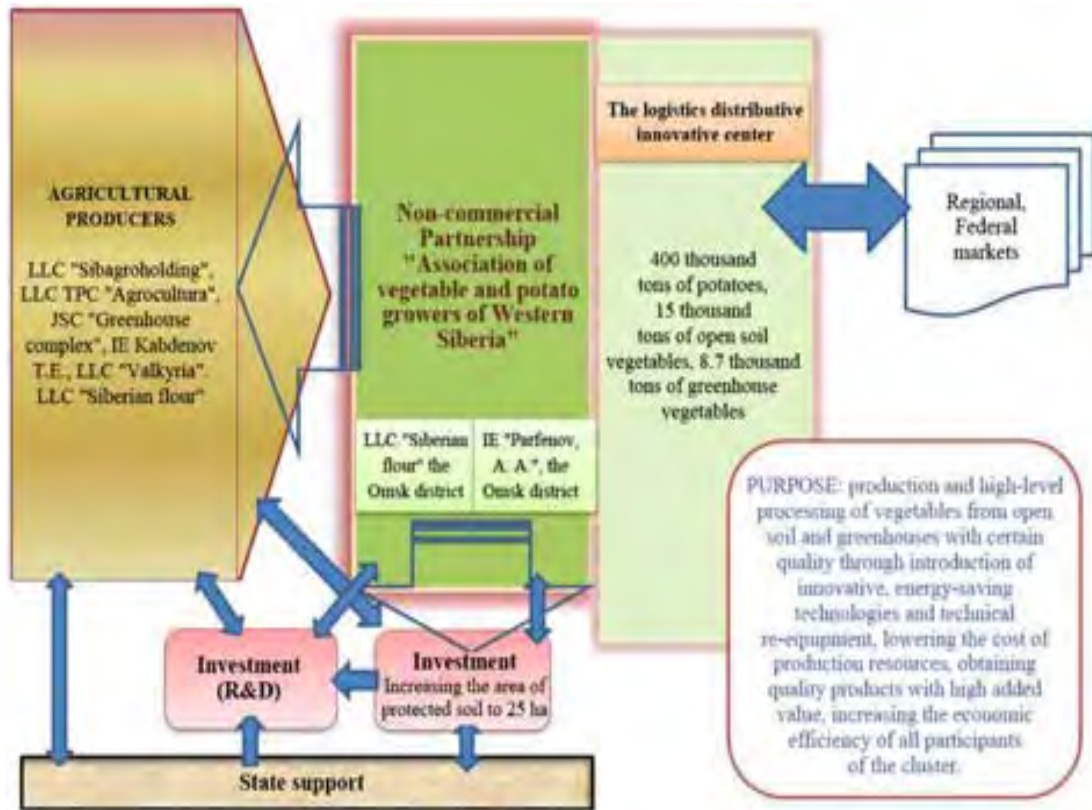 AGRICULTURAL
PRODUCERS
LLC "Sibagroholding",
LLC TPC "Agrocultura".
JSC "Greenhouse
complex", IE Kabdenov
T.E., LLC "Valkyria".
LLC "Siberian flour"
Non-commercial
Partnership
"Association of
vegetable and potato
growers of Western
Siberia"
LLC "Siberian
flour" the
Omsk district
IE "Parfenov,
A. A.", the
Omsk district
The logistics distributive
innovative center
400 thousand
tons of potatoes,
15 thousand
tons of open soil
vegetables, 8.7 thousand
tons of greenhouse
vegetables
Regional,
Federal
markets
PURPOSE: production and high-level
processing of vegetables from open
soil and greenhouses with certain
quality through introduction of
innovative, energy-saving
technologies and technical
re-equipment, lowering the cost of
production resources, obtaining
quality products with high added
value, increasing the economic
efficiency of all participants
of the cluster.
Investment
(R&D)
Investment
Increasing the area of
protected soil to 25 ha
State support